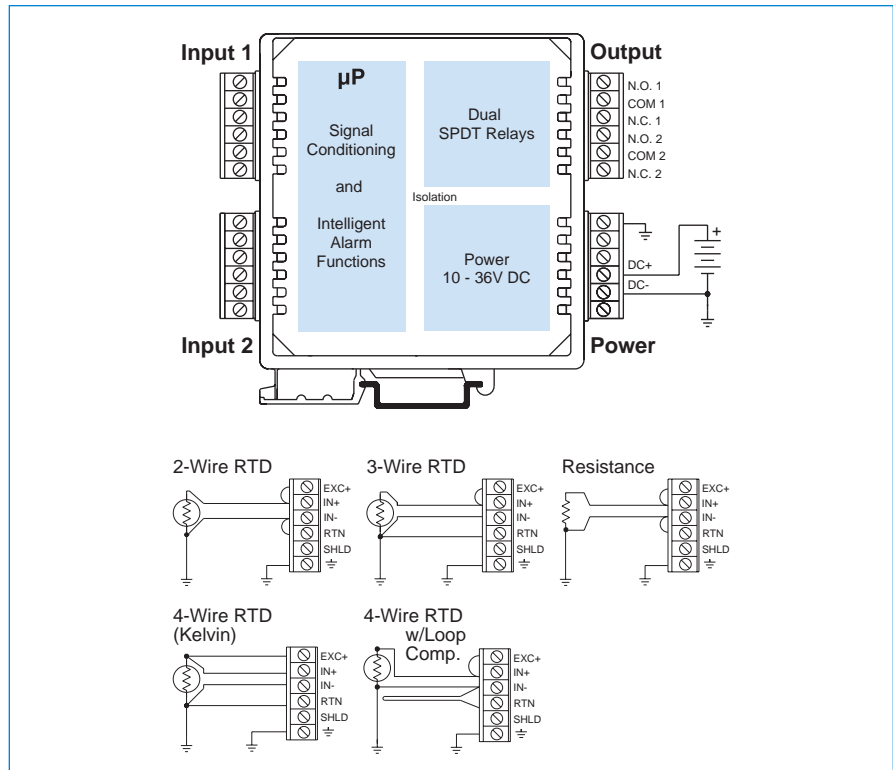 Input 1
Output
µP
Signal
Conditioning
and
Intelligent
Alarm
Functions
Dual
SPDT Relays
Isolation
Power
10 - 36V DC
N.O. 1
COM 1
N.C. 1
N.O. 2
COM 2
N.C. 2
+
DC+
DC-
Input 2
Power
2-Wire RTD
EXC+
IN+
IN-
RTN
SHLD
3-Wire RTD
EXC+
IN+
IN-
RTN
SHLD
Resistance
EXC+
IN+
IN-
RTN
SHLD
4-Wire RTD
(Kelvin)
EXC+
IN+
IN-
RTN
SHLD
4-Wire RTD
w/Loop
Comp.
EXC+
IN+
IN-
RTN
SHLD